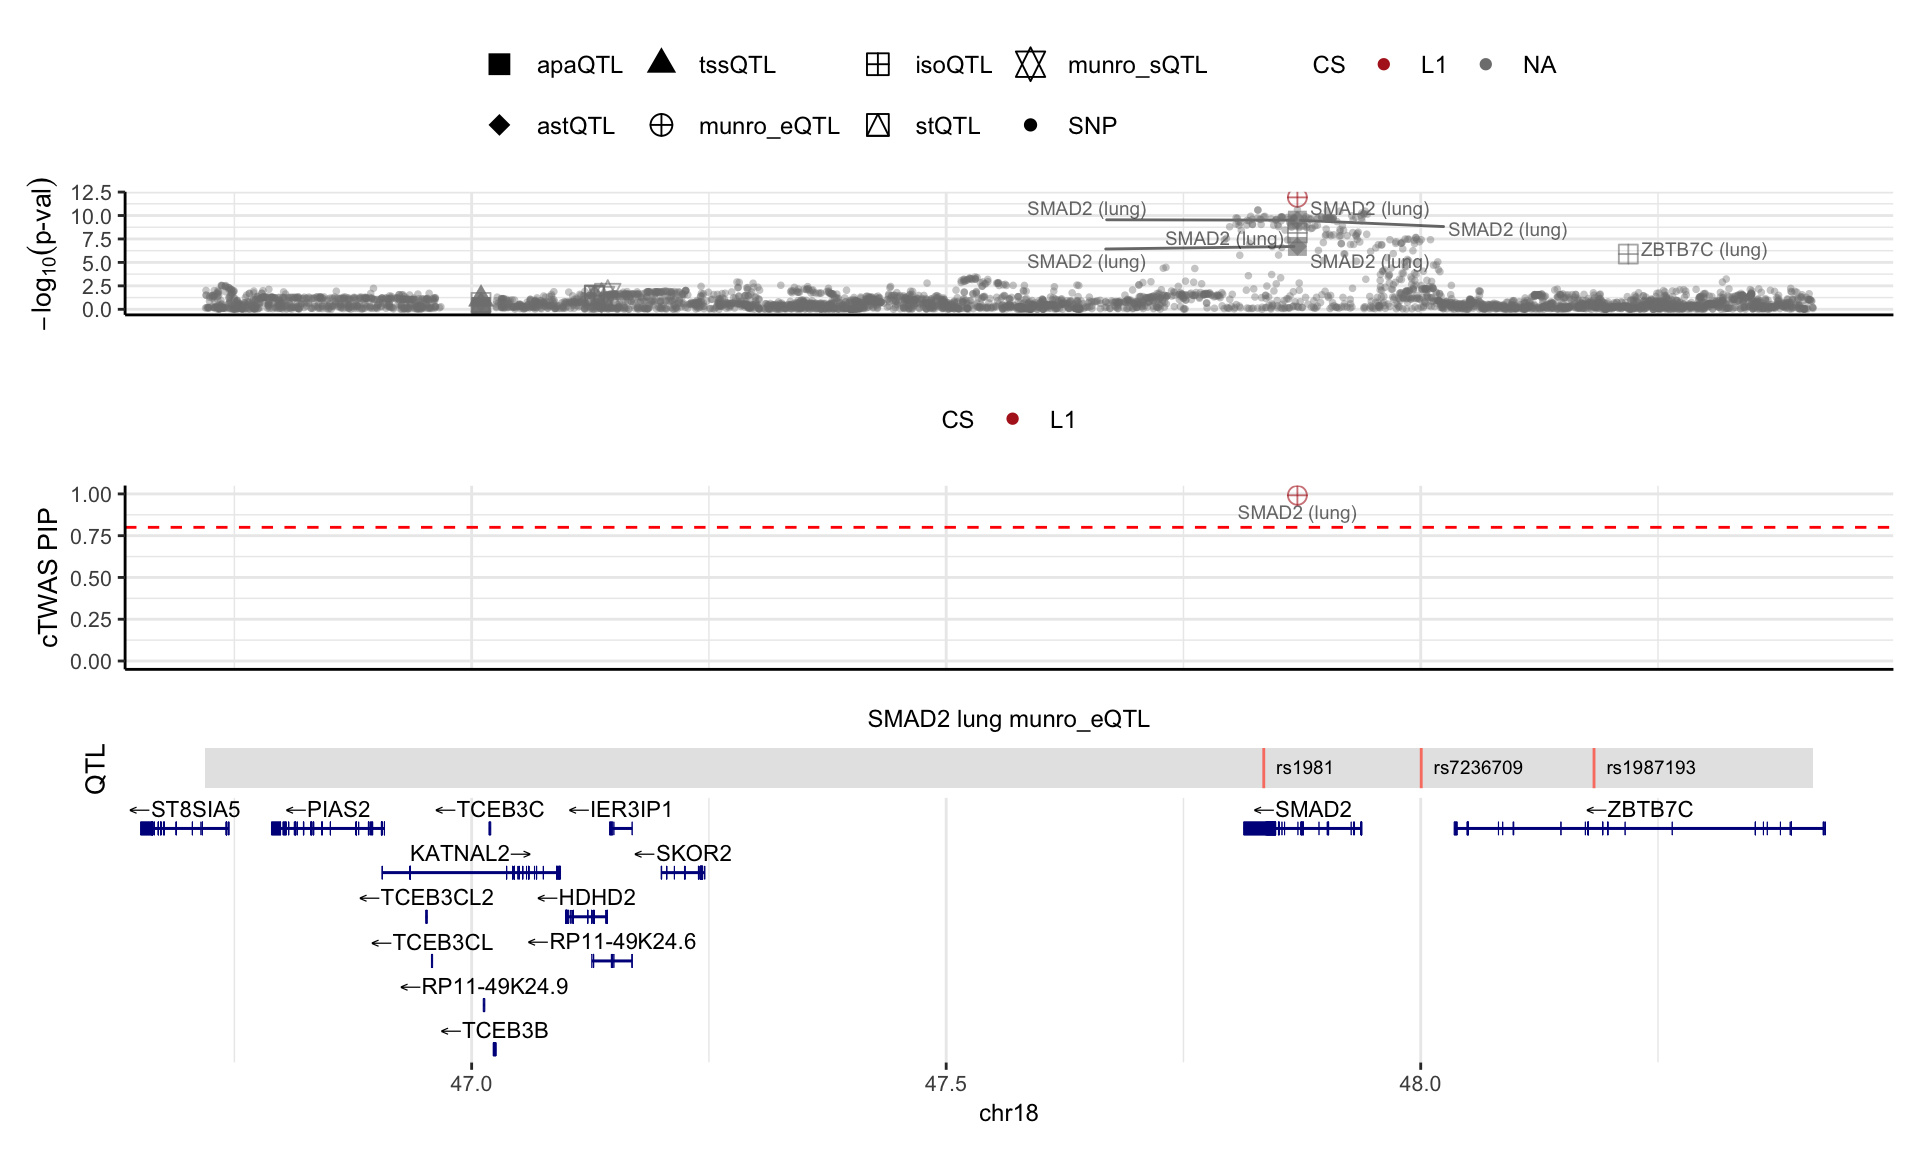 apaQTL tssQTL isoQTL munro_sQTL CS L1 NA
astQTL munro_eQTL stQTL SNP
−log10(p-val)
12.5
10.0
7.5
5.0
2.5
0.0
SMAD2 (lung) SMAD2 (lung)
SMAD2 (lung)
SMAD2 (lung)
ZBTB7C (lung)
SMAD2 (lung) SMAD2 (lung)
CS L1
cTWAS PIP
1.00
0.75
0.50
0.25
0.00
SMAD2 (lung)
SMAD2 lung munro_eQTL
QTL
rs1981 rs7236709 rs1987193
←ST8SIA5 ←PIAS2 ←TCEB3C ←IER3IP1 ←SMAD2 ←ZBTB7C
KATNAL2→ ←SKOR2
←TCEB3CL2 ←HDHD2
←TCEB3CL ←RP11-49K24.6
←RP11-49K24.9
←TCEB3B
47.0 47.5 48.0
chr18